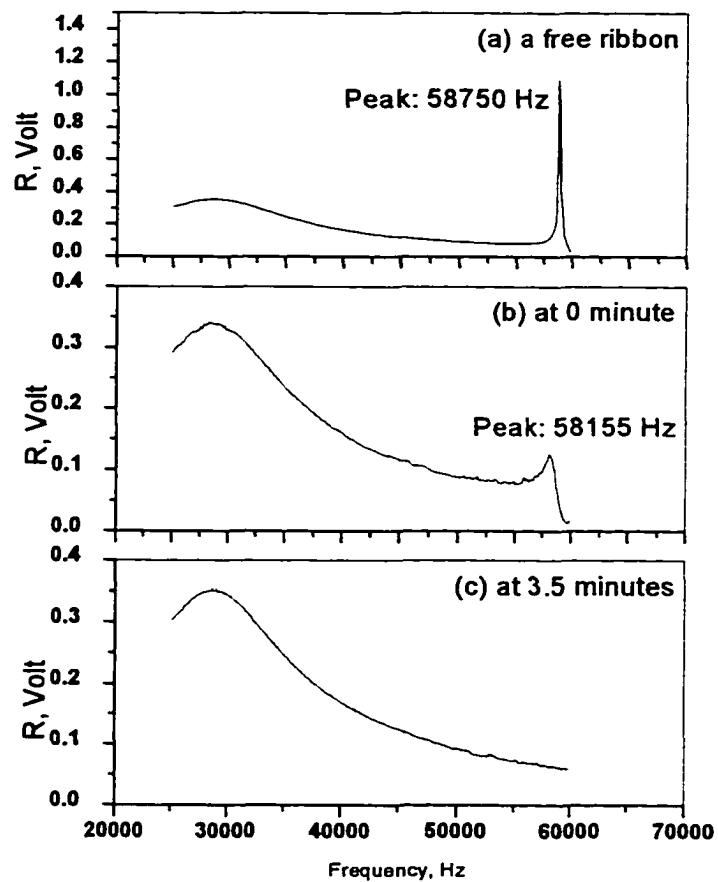 (a) a free ribbon
Peak: 58750 Hz
R, Volt
1.4
1.2
1.0
0.8
0.6
0.4
0.2
0.0
(b) at 0 minute
Peak: 58155 Hz
R, Volt
0.4
0.3
0.2
0.1
0.0
(c) at 3.5 minutes
R, Volt
0.4
0.3
0.2
0.1
0.0
20000 30000 40000 50000 60000 70000
Frequency, Hz